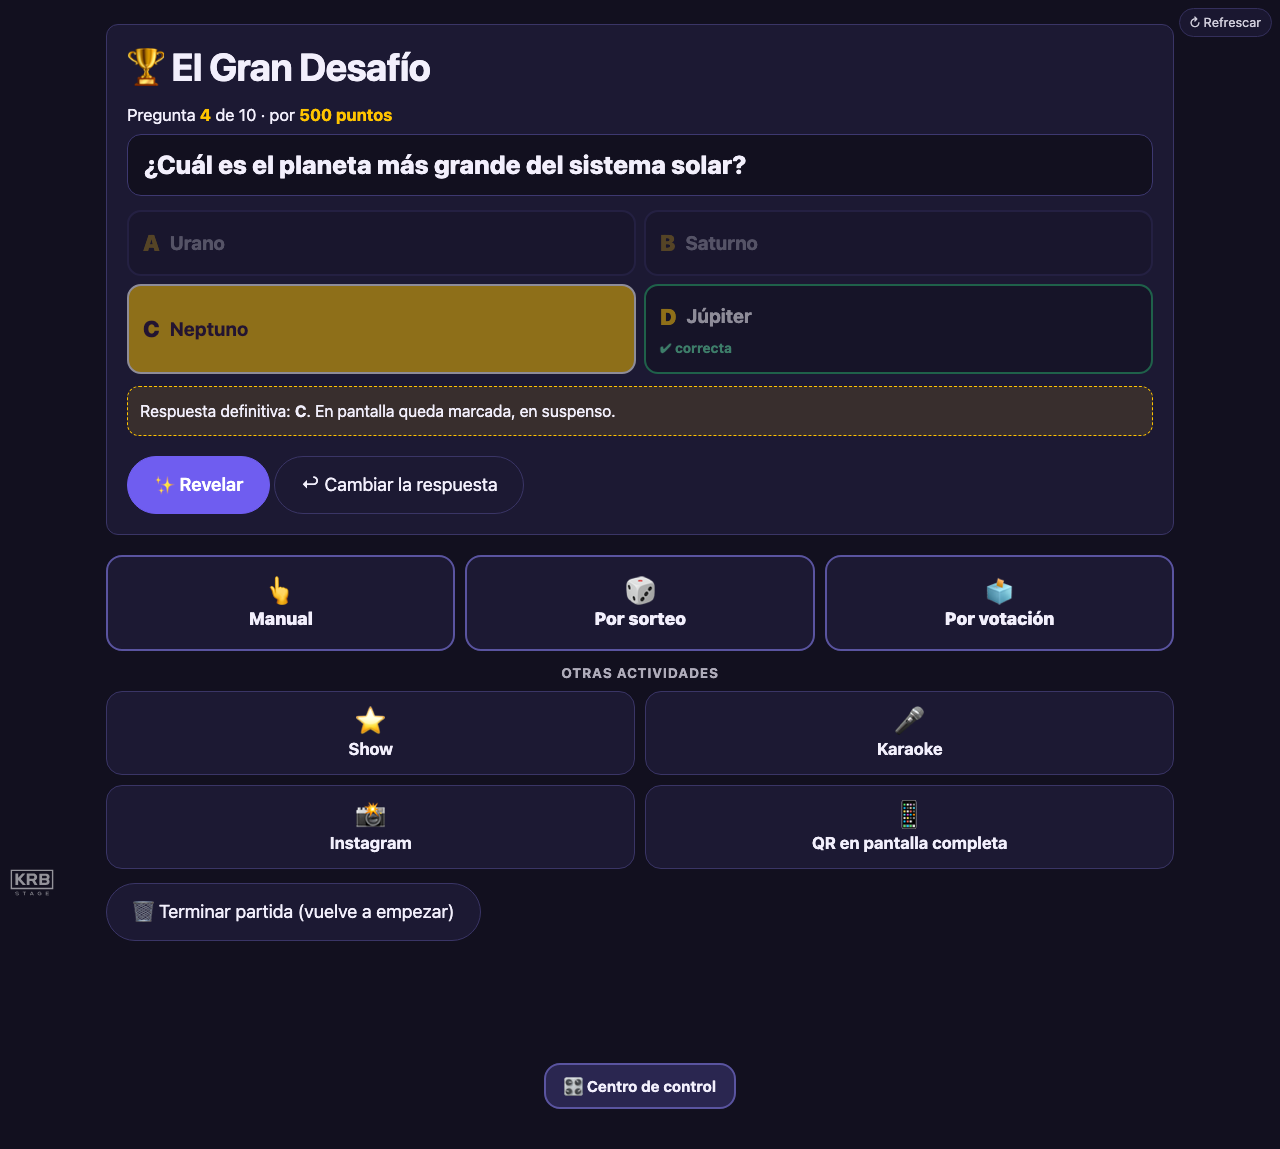 ↻ Refrescar
🏆 El Gran Desafío
Pregunta 4 de 10 · por 500 puntos
¿Cuál es el planeta más grande del sistema solar?
A Urano
B Saturno
C Neptuno
D Júpiter
✔ correcta
Respuesta definitiva: C. En pantalla queda marcada, en suspenso.
✨ Revelar
↩ Cambiar la respuesta
Manual
Por sorteo
Por votación
OTRAS ACTIVIDADES
Show
Karaoke
Instagram
QR en pantalla completa
KRB
STAGE
🗑️ Terminar partida (vuelve a empezar)
🎛️ Centro de control